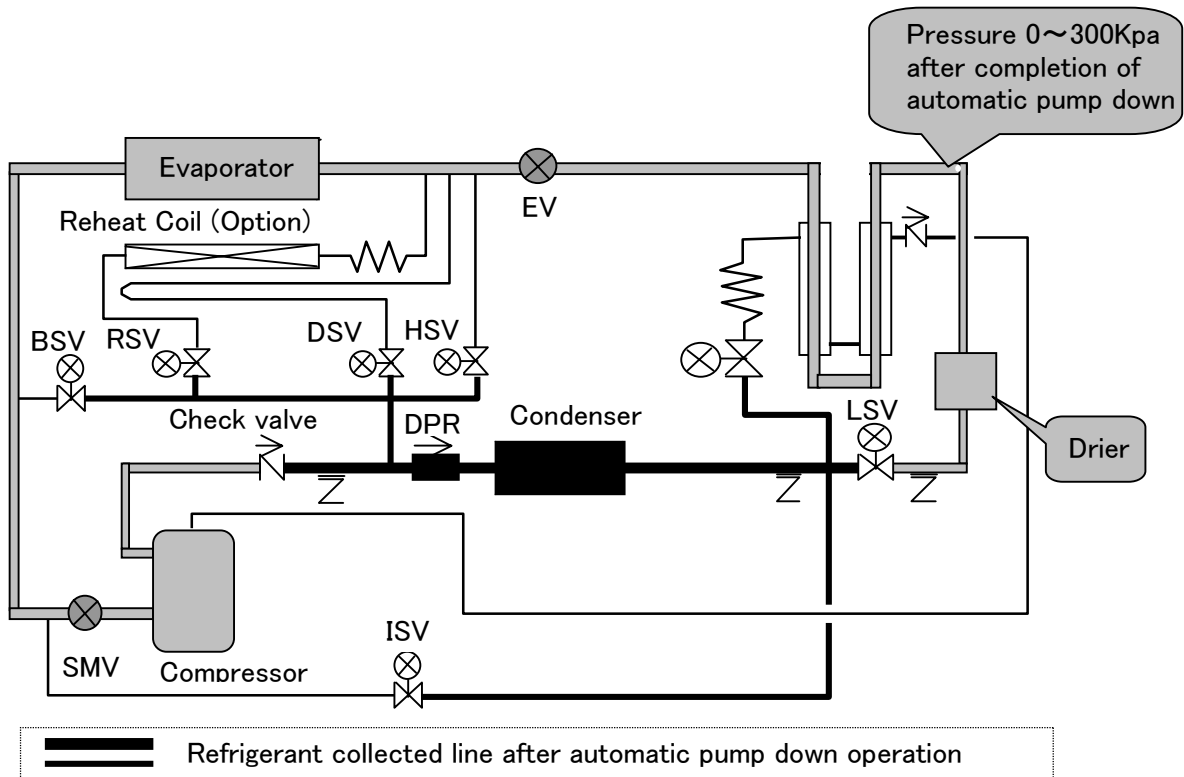 Pressure 0～300Kpa
after completion of
automatic pump down
Evaporator
EV
Reheat Coil (Option)
BSV
RSV
DSV
HSV
Check valve
DPR
Condenser
LSV
Drier
ISV
SMV
Compressor
Refrigerant collected line after automatic pump down operation